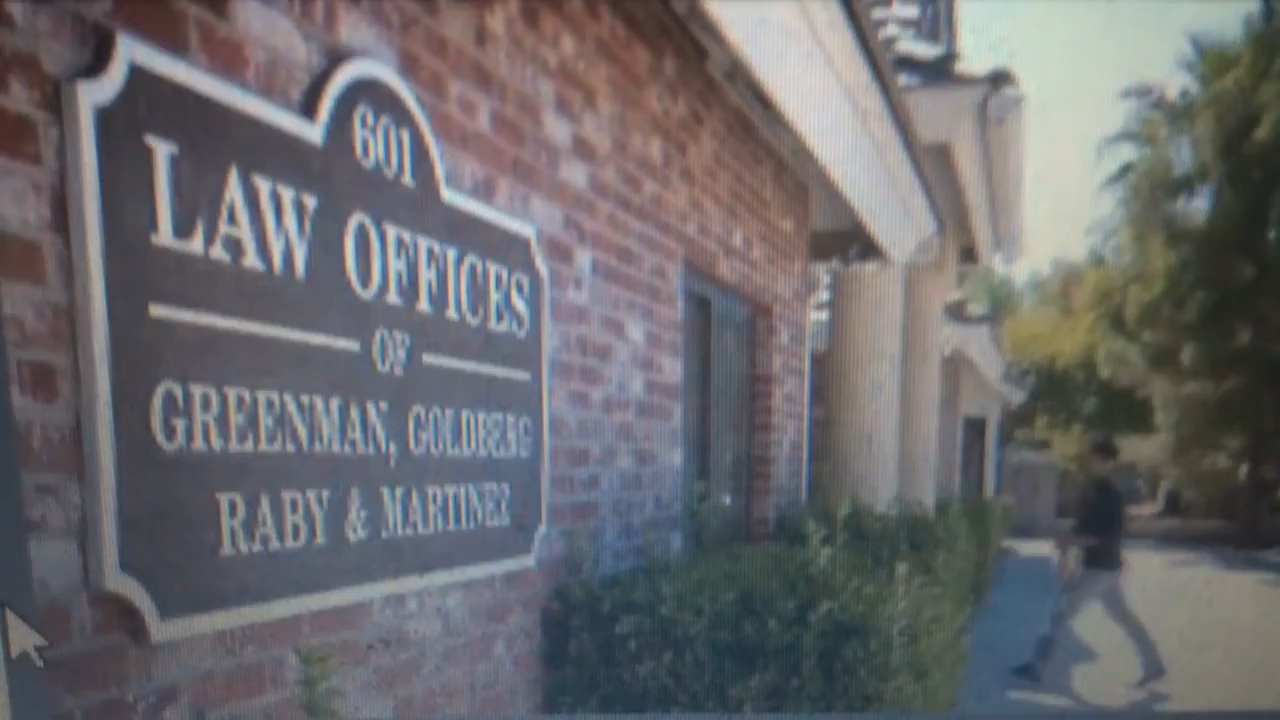 601
LAW OFFICES
OF
GREENMAN, GOLDBERG
RABY & MARTINEZ